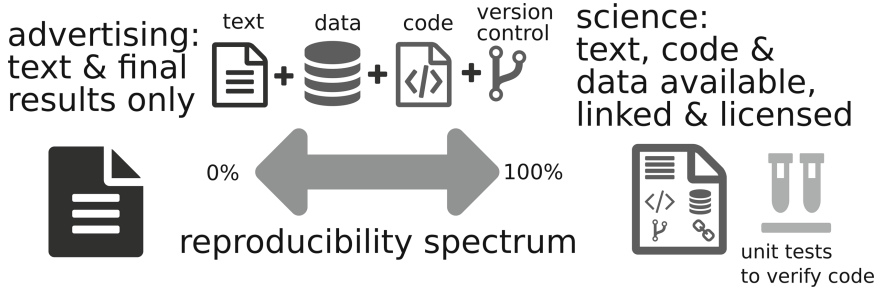 advertising:
text & final
results only
text
data
code
version
control
science:
text, code &
data available,
linked & licensed
0%
100%
reproducibility spectrum
unit tests
to verify code